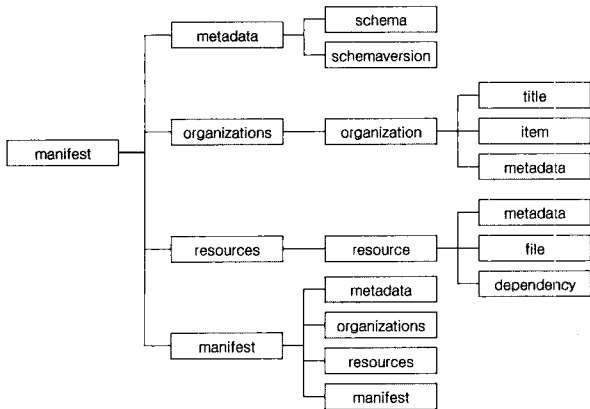 schema
metadata
schemaversion
title
organizations
organization
item
manifest
metadata
metadata
resources
resource
file
metadata
dependency
organizations
manifest
resources
manifest